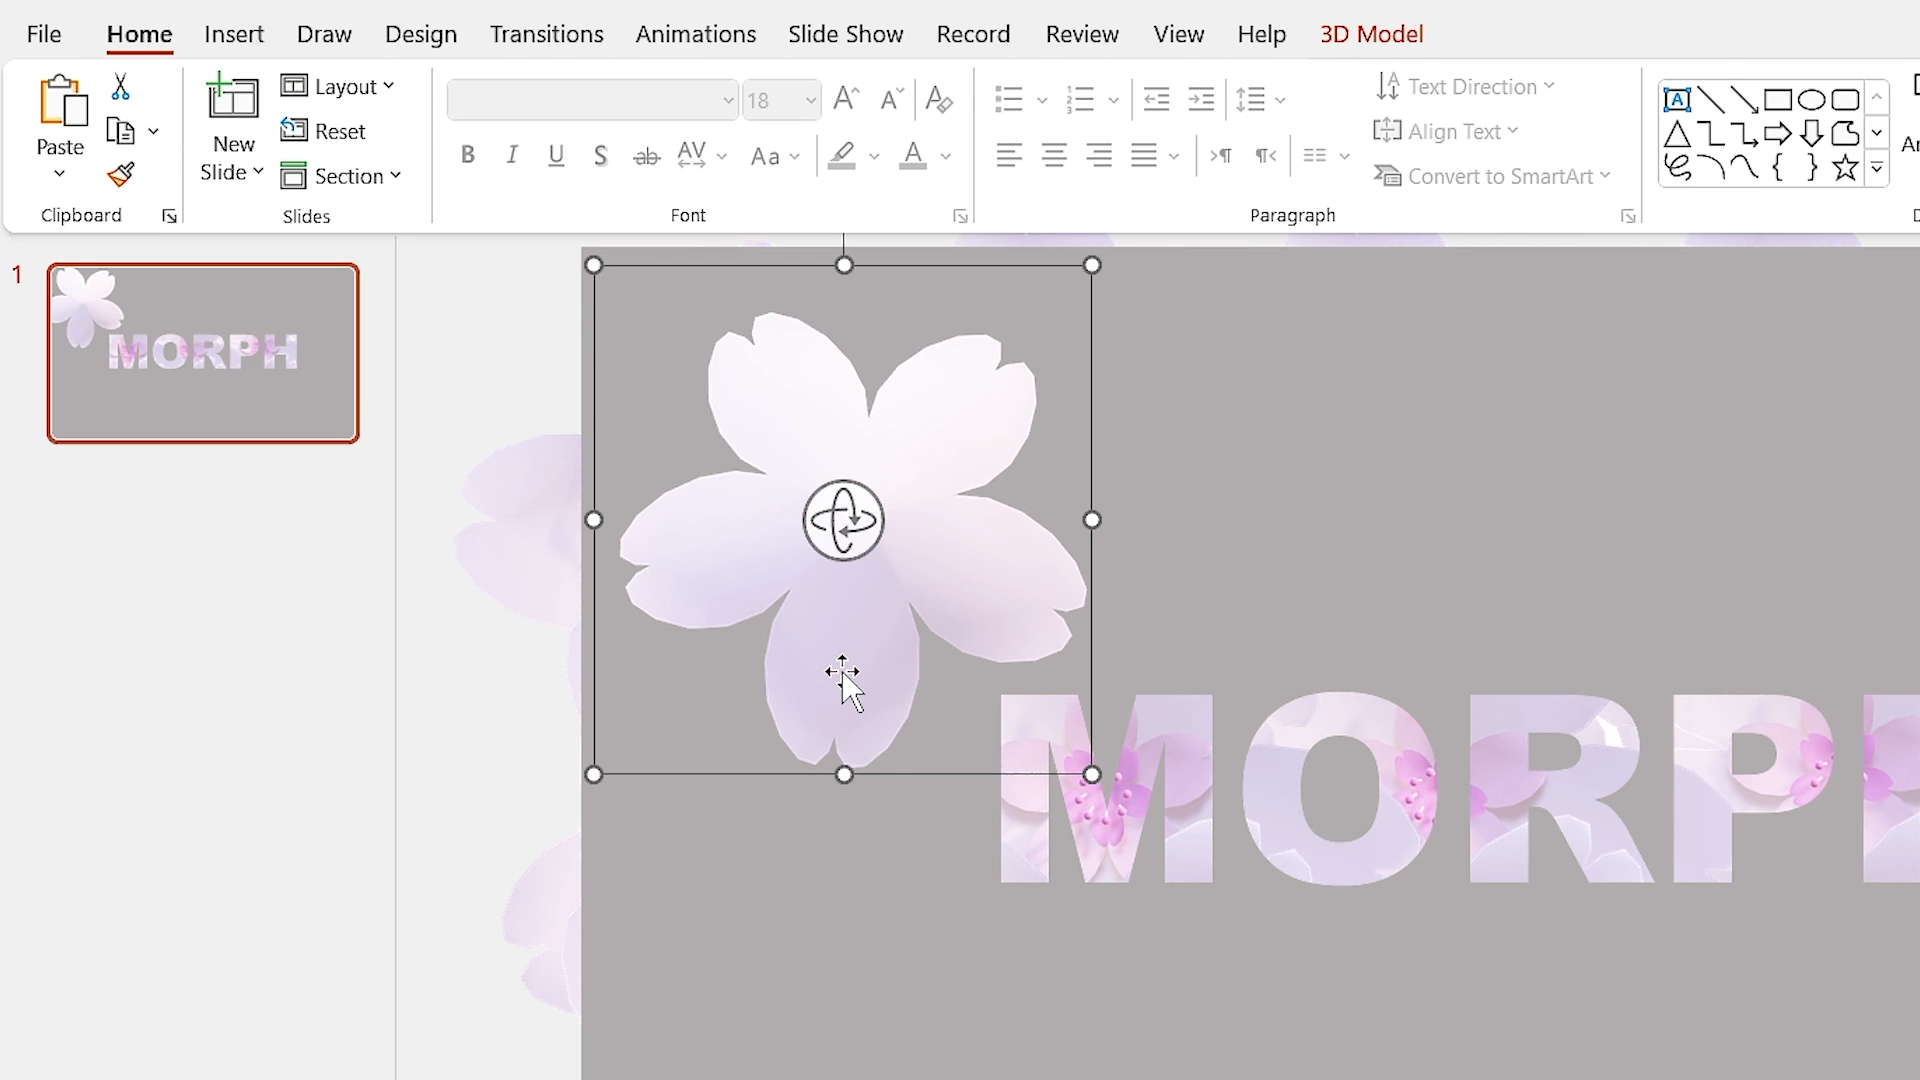 File Home Insert Draw Design Transitions Animations Slide Show Record Review View Help 3D Model
Paste
Clipboard
New
Slide
Layout
Reset
Section
Slides
18
B I U S ab AV Aa A
Font
Text Direction
Align Text
Convert to SmartArt
Paragraph
A
1
MORPH
MORP